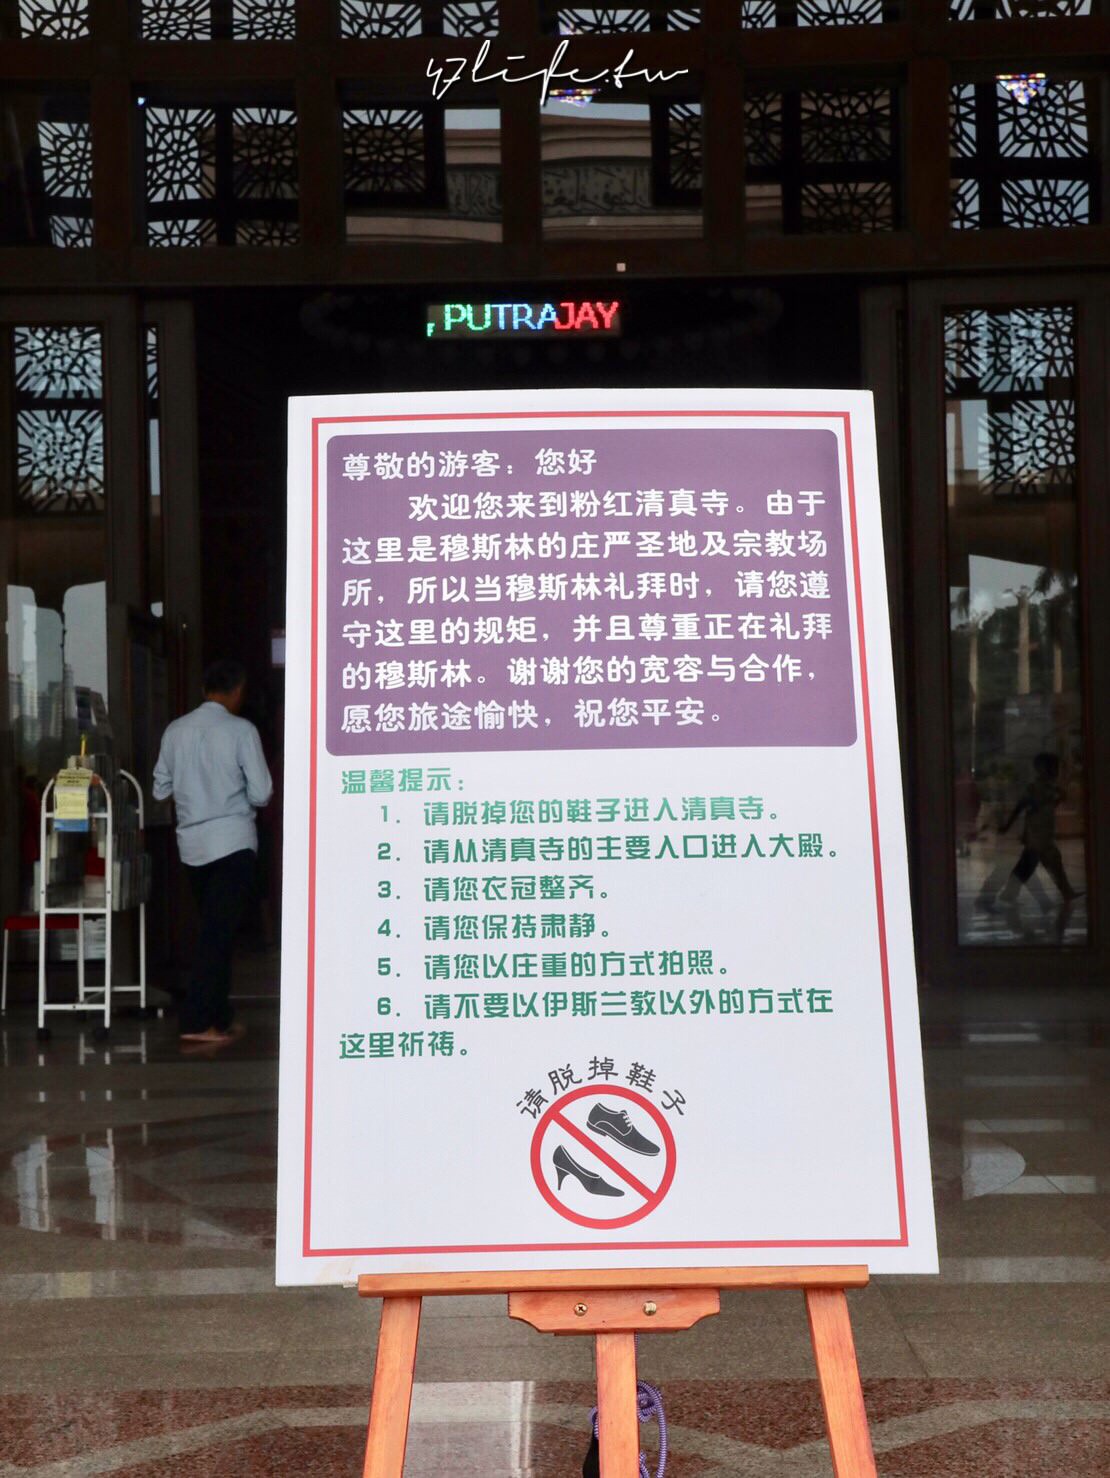 47life.tw
PUTRAJAY
尊敬的游客：您好
欢迎您来到粉红清真寺。由于
这里是穆斯林的庄严圣地及宗教场
所，所以当穆斯林礼拜时，请您遵
守这里的规矩，并且尊重正在礼拜
的穆斯林。谢谢您的宽容与合作，
愿您旅途愉快，祝您平安。
温馨提示：
1. 请脱掉您的鞋子进入清真寺。
2. 请从清真寺的主要入口进入大殿。
3. 请您衣冠整齐。
4. 请您保持肃静。
5. 请您以庄重的方式拍照。
6. 请不要以伊斯兰教以外的方式在
这里祈祷。
请脱掉鞋子